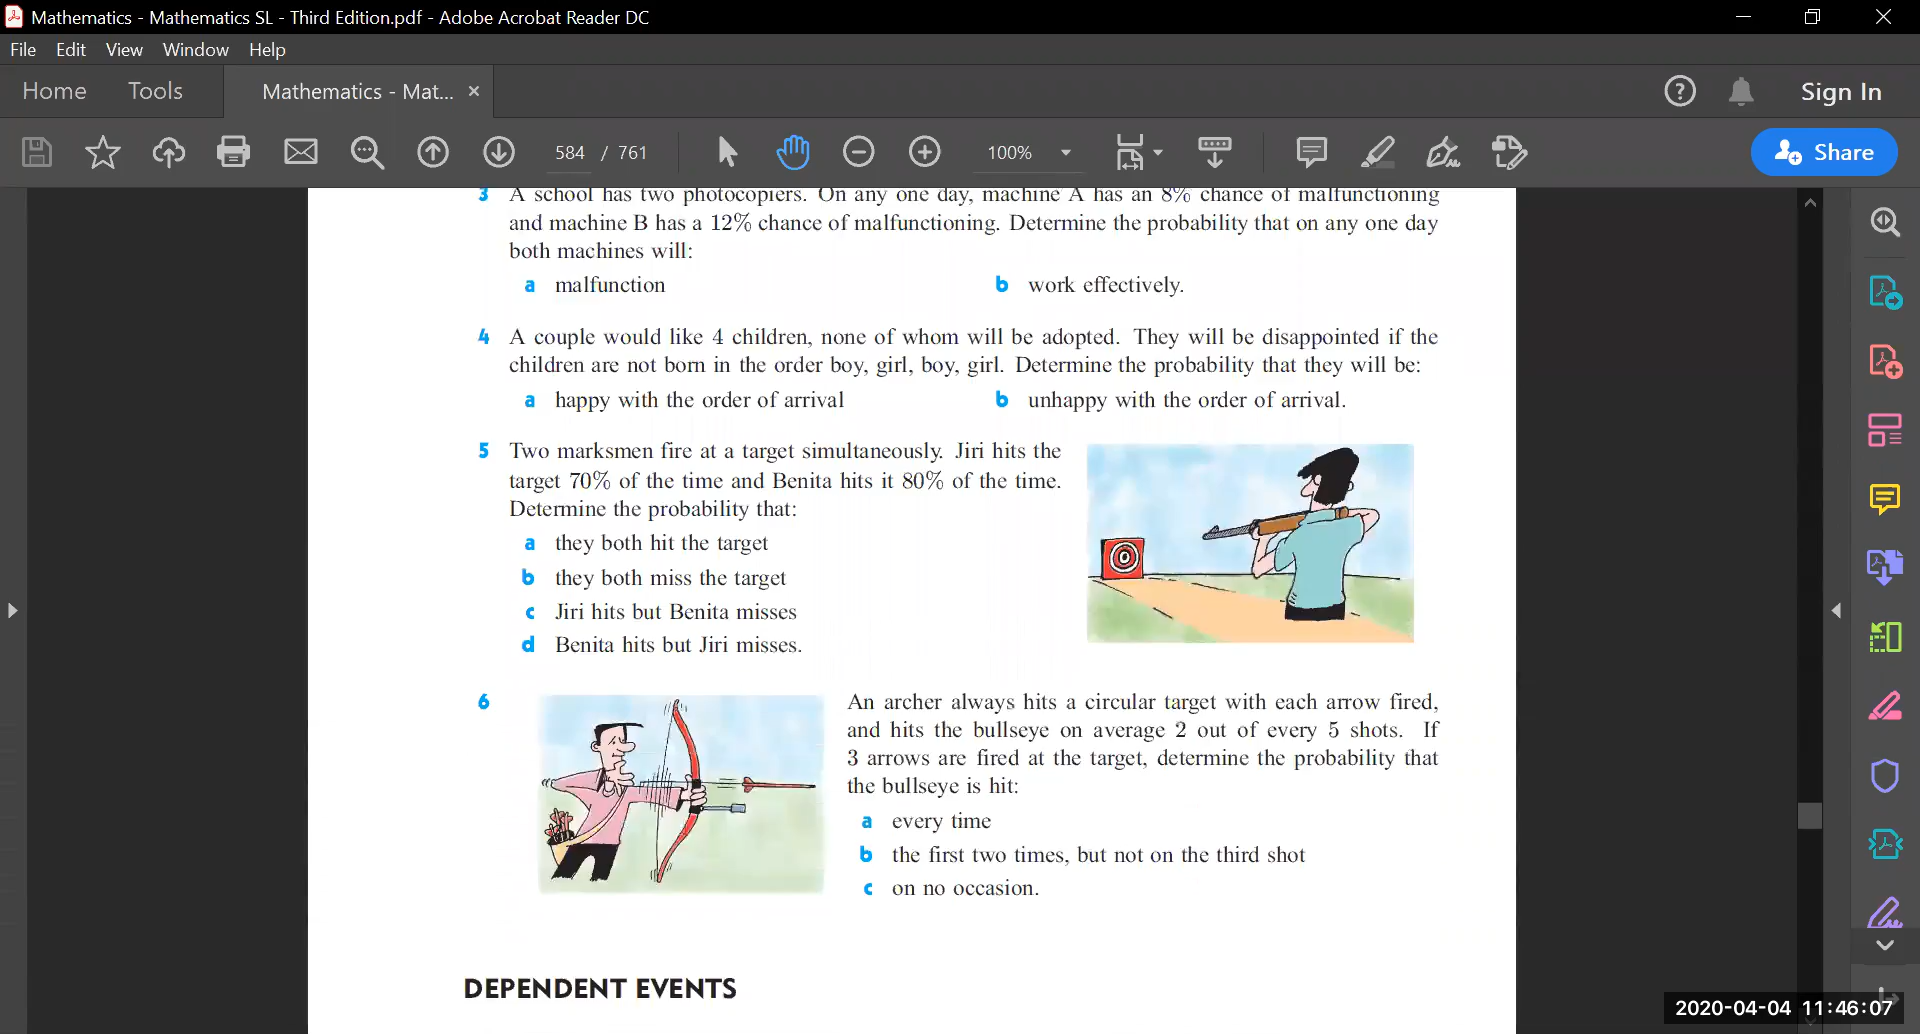 Mathematics - Mathematics SL - Third Edition.pdf - Adobe Acrobat Reader DC
File Edit View Window Help
Home Tools Mathematics - Mat... × Sign In
584 / 761 100% Share
3 A school has two photocopiers. On any one day, machine A has an 8% chance of malfunctioning
and machine B has a 12% chance of malfunctioning. Determine the probability that on any one day
both machines will:
a malfunction b work effectively.
4 A couple would like 4 children, none of whom will be adopted. They will be disappointed if the
children are not born in the order boy, girl, boy, girl. Determine the probability that they will be:
a happy with the order of arrival b unhappy with the order of arrival.
5 Two marksmen fire at a target simultaneously. Jiri hits the
target 70% of the time and Benita hits it 80% of the time.
Determine the probability that:
a they both hit the target
b they both miss the target
c Jiri hits but Benita misses
d Benita hits but Jiri misses.
6 An archer always hits a circular target with each arrow fired,
and hits the bullseye on average 2 out of every 5 shots. If
3 arrows are fired at the target, determine the probability that
the bullseye is hit:
a every time
b the first two times, but not on the third shot
c on no occasion.
DEPENDENT EVENTS
2020-04-04 11:46:07